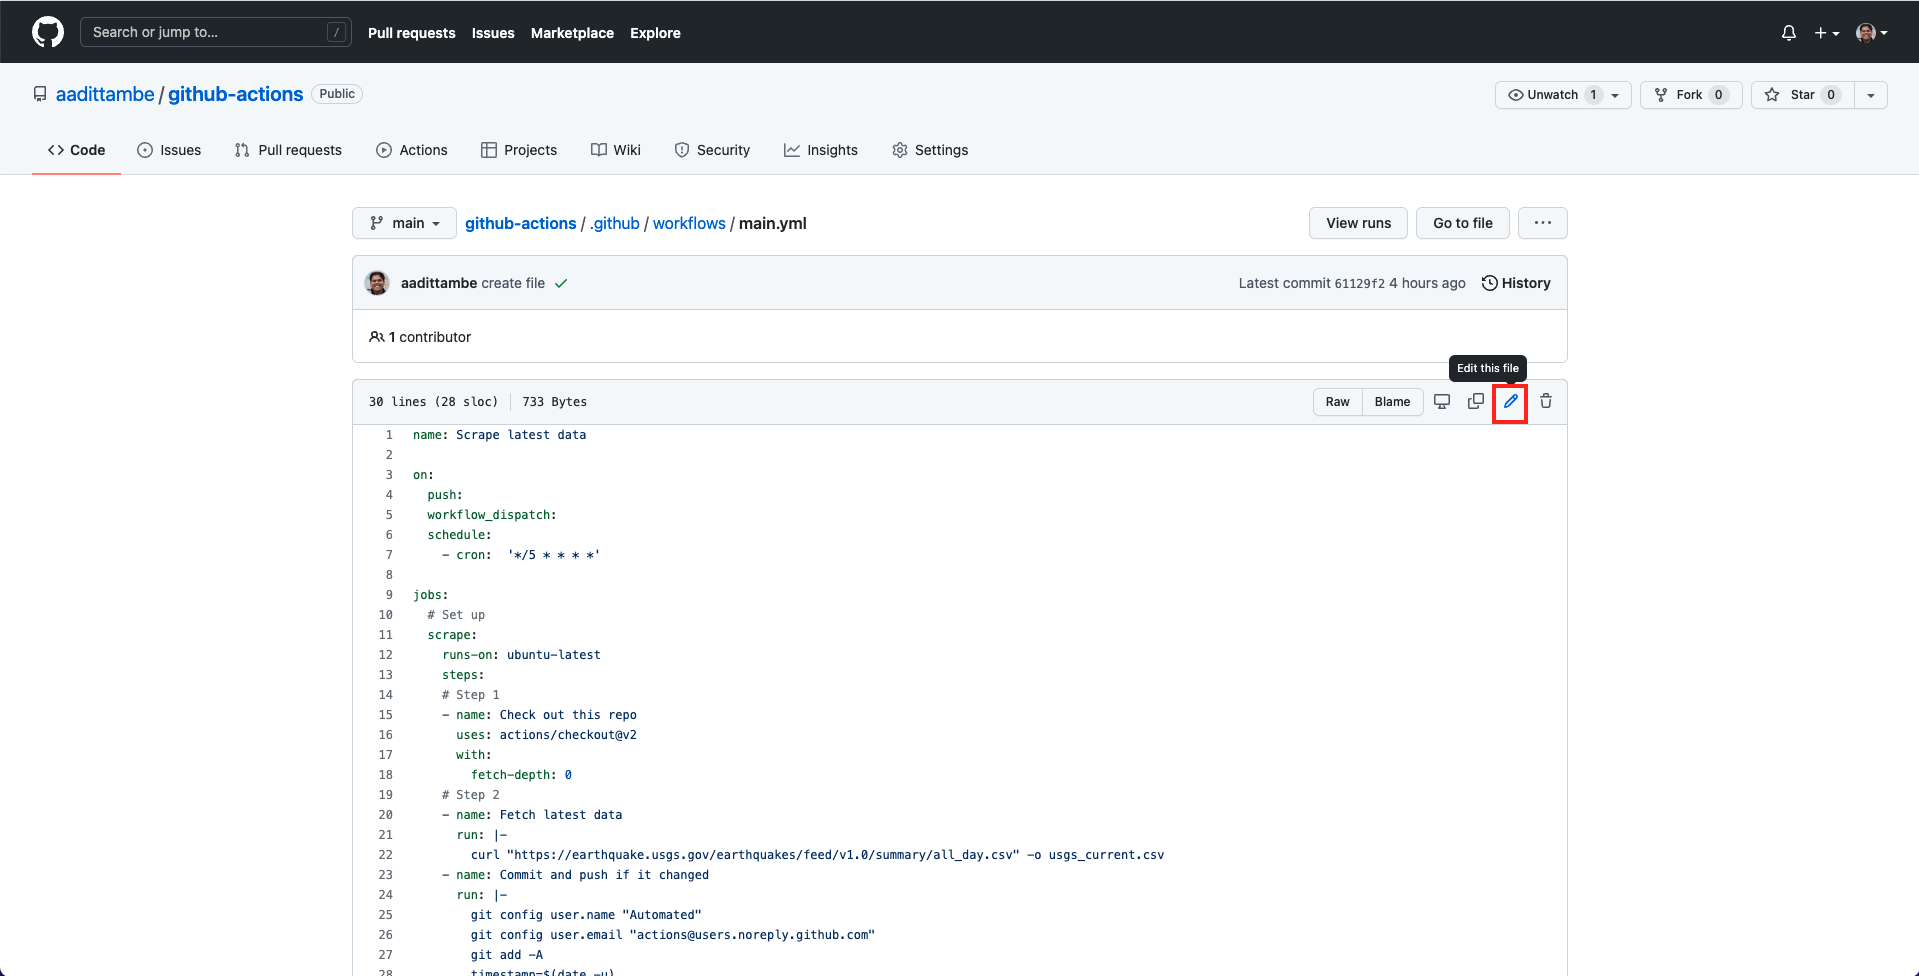 Search or jump to... /
Pull requests Issues Marketplace Explore
aadittambe / github-actions Public
Unwatch 1 Fork 0 Star 0
Code Issues Pull requests Actions Projects Wiki Security Insights Settings
main github-actions / .github / workflows / main.yml
View runs Go to file ...
aadittambe create file
Latest commit 61129f2 4 hours ago History
1 contributor
Edit this file
30 lines (28 sloc) 733 Bytes
Raw Blame
1 name: Scrape latest data
2
3 on:
4 push:
5 workflow_dispatch:
6 schedule:
7 - cron: '*/5 * * * *'
8
9 jobs:
10 # Set up
11 scrape:
12 runs-on: ubuntu-latest
13 steps:
14 # Step 1
15 - name: Check out this repo
16 uses: actions/checkout@v2
17 with:
18 fetch-depth: 0
19 # Step 2
20 - name: Fetch latest data
21 run: |-
22 curl "https://earthquake.usgs.gov/earthquakes/feed/v1.0/summary/all_day.csv" -o usgs_current.csv
23 - name: Commit and push if it changed
24 run: |-
25 git config user.name "Automated"
26 git config user.email "actions@users.noreply.github.com"
27 git add -A
28 timestamp=$(date -u)